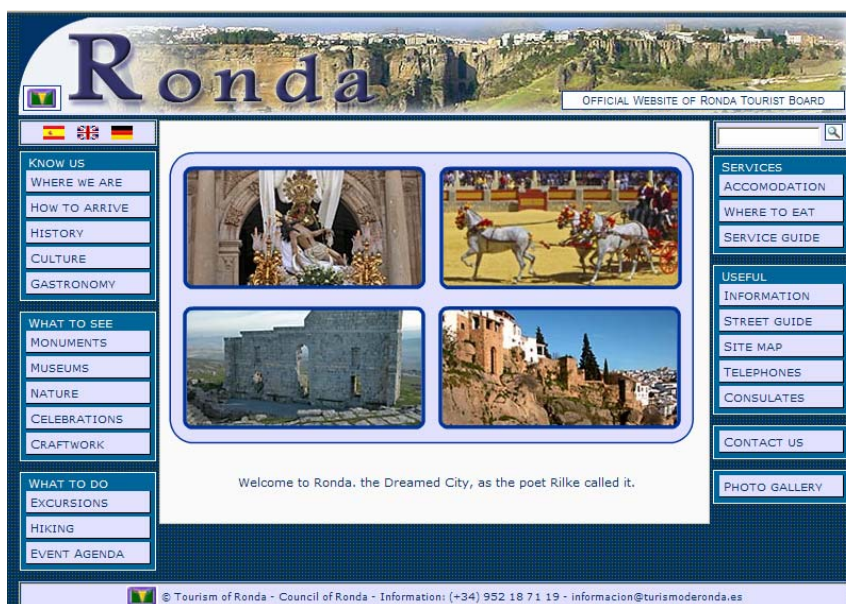 Ronda
OFFICIAL WEBSITE OF RONDA TOURIST BOARD
KNOW US
WHERE WE ARE
HOW TO ARRIVE
HISTORY
CULTURE
GASTRONOMY
WHAT TO SEE
MONUMENTS
MUSEUMS
NATURE
CELEBRATIONS
CRAFTWORK
WHAT TO DO
EXCURSIONS
HIKING
EVENT AGENDA
Welcome to Ronda. the Dreamed City, as the poet Rilke called it.
SERVICES
ACCOMODATION
WHERE TO EAT
SERVICE GUIDE
USEFUL
INFORMATION
STREET GUIDE
SITE MAP
TELEPHONES
CONSULATES
CONTACT US
PHOTO GALLERY
© Tourism of Ronda - Council of Ronda - Information: (+34) 952 18 71 19 - informacion@turismoderonda.es